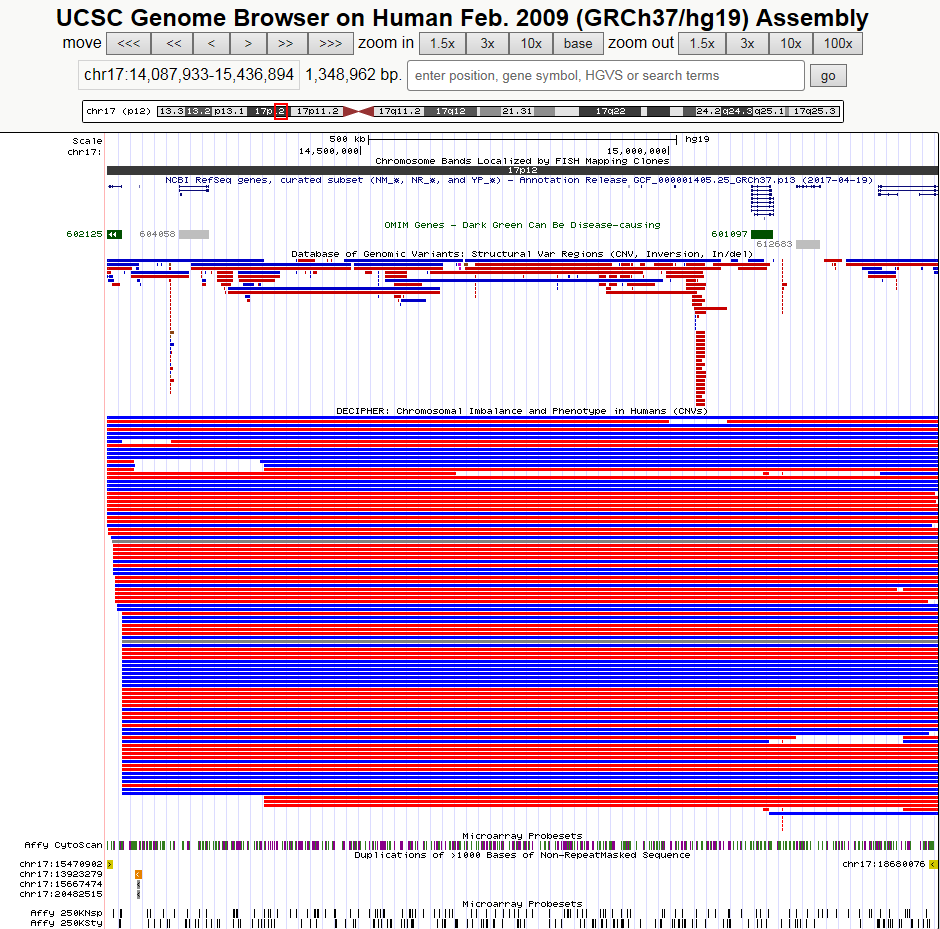 UCSC Genome Browser on Human Feb. 2009 (GRCh37/hg19) Assembly
move <<< << < > >> >>> zoom in 1.5x 3x 10x base zoom out 1.5x 3x 10x 100x
chr17:14,087,933-15,436,894 1,348,962 bp. enter position, gene symbol, HGVS or search terms go
chr17 (p12) 13.3 13.2 p13.1 17p .2 17p11.2 17q11.2 17q12 21.31 17q22 24.2 q24.3 q25.1 17q25.3
Scale 500 kb hg19
chr17: 14,500,000 15,000,000
Chromosome Bands Localized by FISH Mapping Clones
17p12
NCBI RefSeq genes, curated subset (NM_*, NR_*, and YP_*) - Annotation Release GCF_000001405.25_GRCh37.p13 (2017-04-19)
OMIM Genes - Dark Green Can Be Disease-causing
602125 604058 601097
612683
Database of Genomic Variants: Structural Var Regions (CNV, Inversion, In/del)
DECIPHER: Chromosomal Imbalance and Phenotype in Humans (CNVs)
Microarray Probesets
Affy CytoScan
Duplications of >1000 Bases of Non-RepeatMasked Sequence
chr17:15470902 chr17:18680076
chr17:13923279
chr17:15667474
chr17:20482515
Microarray Probesets
Affy 250KNsp
Affy 250KSty